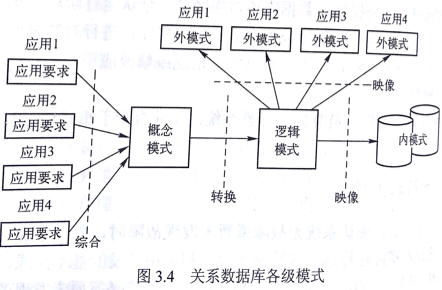 应用1 应用2 应用3 应用4
外模式 外模式 外模式 外模式
应用1
应用要求
映像
应用2
应用要求
概念
模式
逻辑
模式
内模式
应用3
应用要求
应用4
应用要求
综合
转换
映像
图 3.4 关系数据库各级模式